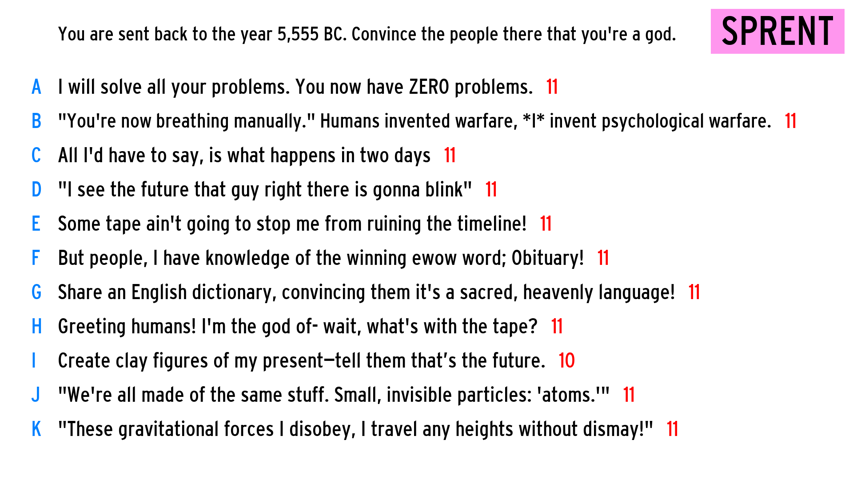 You are sent back to the year 5,555 BC. Convince the people there that you're a god.
SPRENT
A I will solve all your problems. You now have ZERO problems. 11
B "You're now breathing manually." Humans invented warfare, *I* invent psychological warfare. 11
C All I'd have to say, is what happens in two days 11
D "I see the future that guy right there is gonna blink" 11
E Some tape ain't going to stop me from ruining the timeline! 11
F But people, I have knowledge of the winning ewow word; Obituary! 11
G Share an English dictionary, convincing them it's a sacred, heavenly language! 11
H Greeting humans! I'm the god of- wait, what's with the tape? 11
I Create clay figures of my present—tell them that’s the future. 10
J "We're all made of the same stuff. Small, invisible particles: 'atoms.'" 11
K "These gravitational forces I disobey, I travel any heights without dismay!" 11